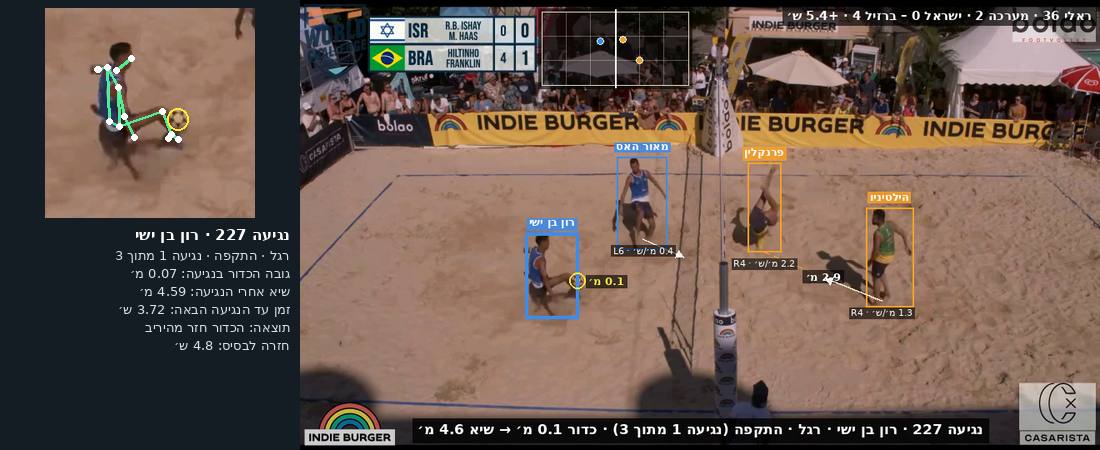 ראלי 36 · מערכה 2 · ישראל 0 – ברזיל 4 · +5.4 ש׳
ISR R.B. ISHAY M. HAAS 0 0
BRA HILTINHO FRANKLIN 4 1
bolao
FOOTVOLLEY
INDIE BURGER
CASARISTA
bolao
INDIE BURGER
INDIE BURGER
bolao
מאור האס
פרנקלין
הילטיניו
רון בן ישי
L6 · 0.4 מ׳/ש׳
R4 · 2.2 מ׳/ש׳
2.9 מ׳
0.1 מ׳
R4 · 1.3 מ׳/ש׳
נגיעה 227 · רון בן ישי
רגל · התקפה · נגיעה 1 מתוך 3
גובה הכדור בנגיעה: 0.07 מ׳
שיא אחרי הנגיעה: 4.59 מ׳
זמן עד הנגיעה הבאה: 3.72 ש׳
תוצאה: הכדור חזר מהיריב
חזרה לבסיס: 4.8 ש׳
נגיעה 227 · רון בן ישי · רגל · התקפה (נגיעה 1 מתוך 3) · כדור 0.1 מ׳ → שיא 4.6 מ׳
INDIE BURGER
CASARISTA